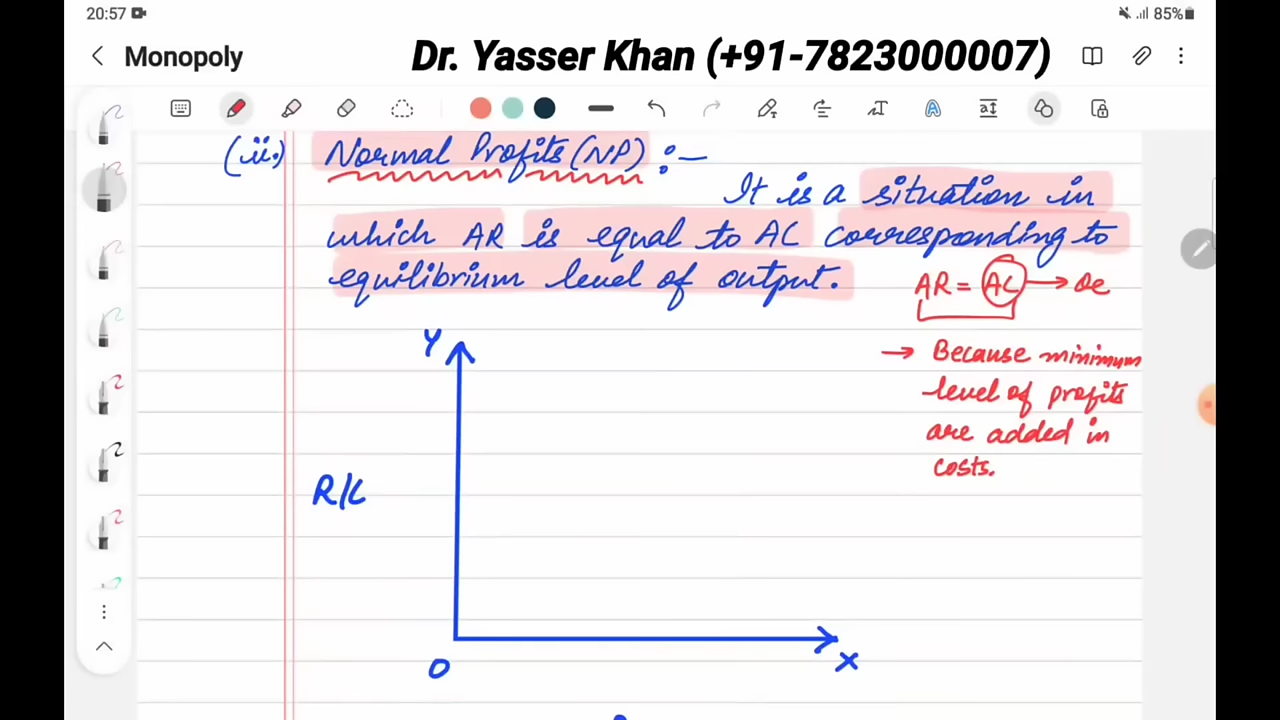 20:57
85%
Monopoly
Dr. Yasser Khan (+91-7823000007)
(ii.) Normal Profits (NP) :-
It is a situation in
which AR is equal to AC corresponding to
equilibrium level of output.
AR = AC → Oe
→ Because minimum
level of profits
are added in
costs.
Y
R/C
O
X